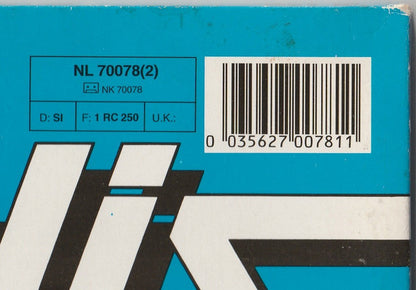 NL 70078(2)
NK 70078
D: SI F: 1 RC 250 U.K.:
0 035627 007811